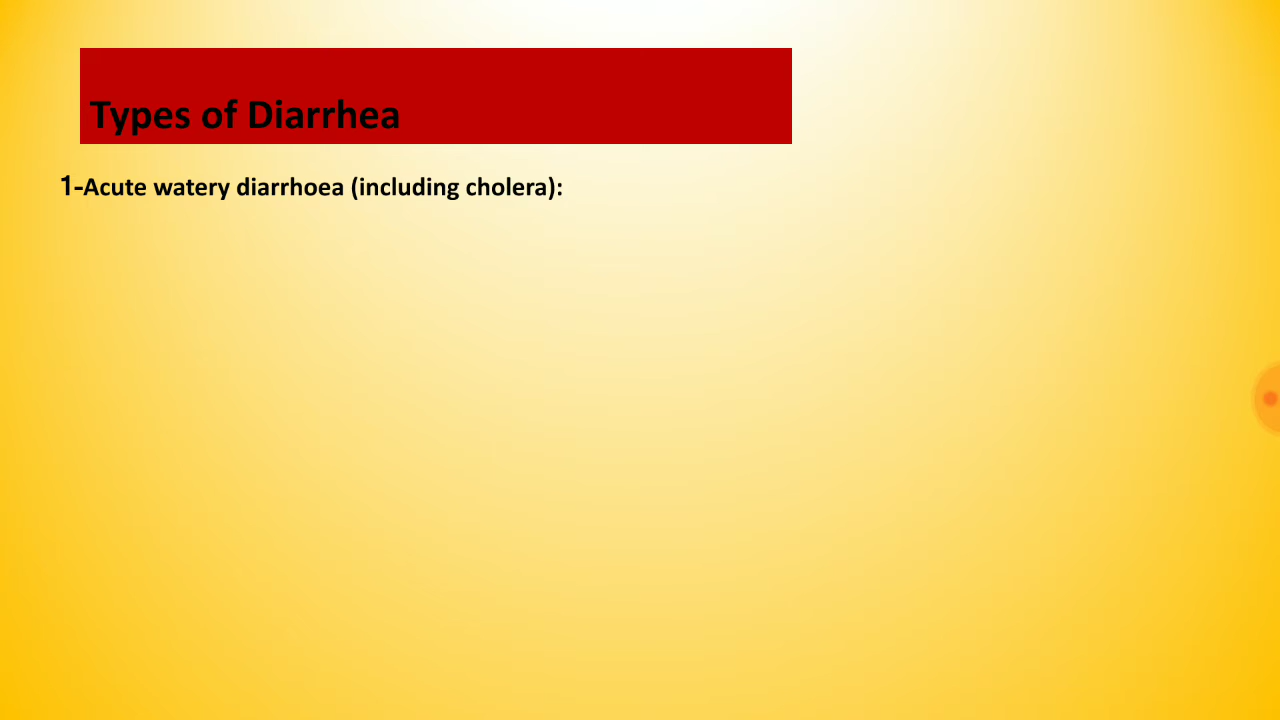 Types of Diarrhea
1-Acute watery diarrhoea (including cholera):